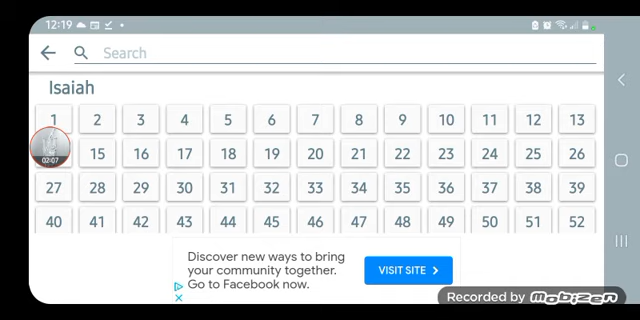 12:19
Search
Isaiah
1 2 3 4 5 6 7 8 9 10 11 12 13
15 16 17 18 19 20 21 22 23 24 25 26
02:07
27 28 29 30 31 32 33 34 35 36 37 38 39
40 41 42 43 44 45 46 47 48 49 50 51 52
Discover new ways to bring
your community together.
Go to Facebook now.
VISIT SITE
Recorded by Mobizen